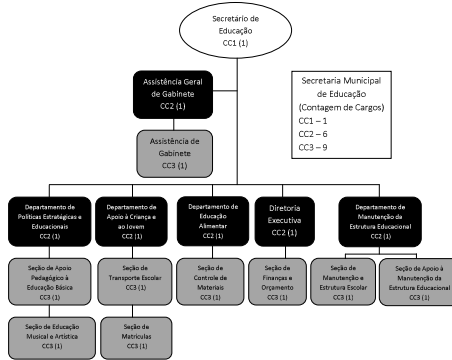 Secretário de
Educação
CC1 (1)
Assistência Geral
de Gabinete
CC2 (1)
Assistência de
Gabinete
CC3 (1)
Secretaria Municipal
de Educação
(Contagem de Cargos)
CC1 – 1
CC2 – 6
CC3 – 9
Departamento de
Políticas Estratégicas e
Educacionais
CC2 (1)
Departamento de
Apoio à Criança e
ao Jovem
CC2 (1)
Departamento de
Educação
Alimentar
CC2 (1)
Diretoria
Executiva
CC2 (1)
Departamento de
Manutenção da
Estrutura Educacional
CC2 (1)
Seção de Apoio
Pedagógico à
Educação Básica
CC3 (1)
Seção de
Transporte Escolar
CC3 (1)
Seção de
Controle de
Materiais
CC3 (1)
Seção de
Finanças e
Orçamento
CC3 (1)
Seção de
Manutenção e
Estrutura Escolar
CC3 (1)
Seção de Apoio à
Manutenção da
Estrutura Educacional
CC3 (1)
Seção de Educação
Musical e Artística
CC3 (1)
Seção de
Matrículas
CC3 (1)